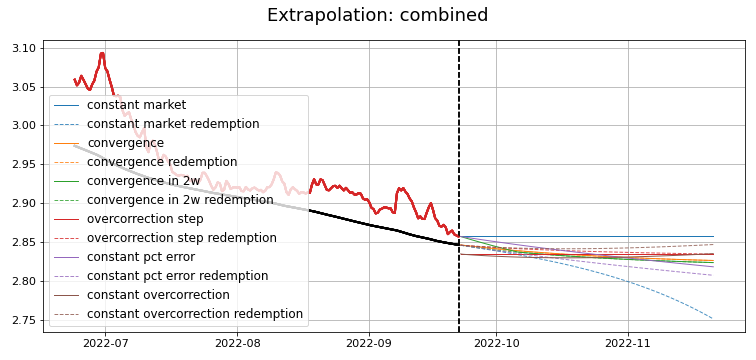 Extrapolation: combined
3.10
3.05
3.00
2.95
2.90
2.85
2.80
2.75
constant market
constant market redemption
convergence
convergence redemption
convergence in 2w
convergence in 2w redemption
overcorrection step
overcorrection step redemption
constant pct error
constant pct error redemption
constant overcorrection
constant overcorrection redemption
2022-07 2022-08 2022-09 2022-10 2022-11